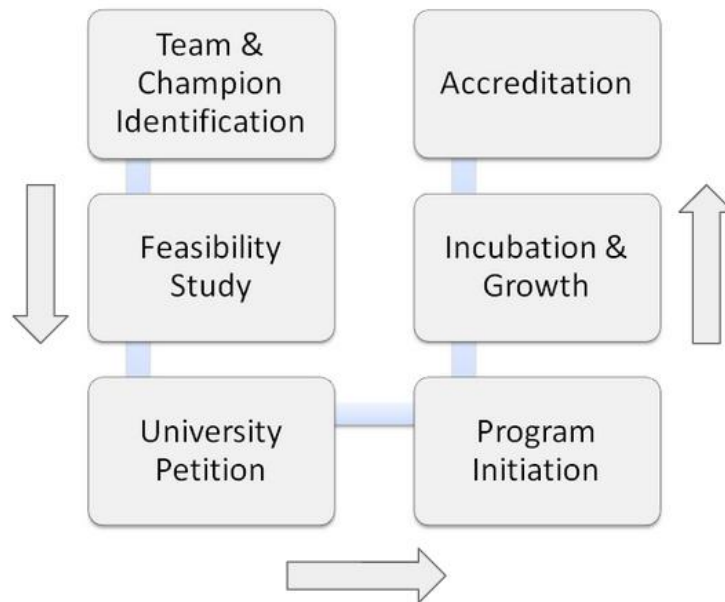 Team &
Champion
Identification
Feasibility
Study
University
Petition
Program
Initiation
Incubation &
Growth
Accreditation